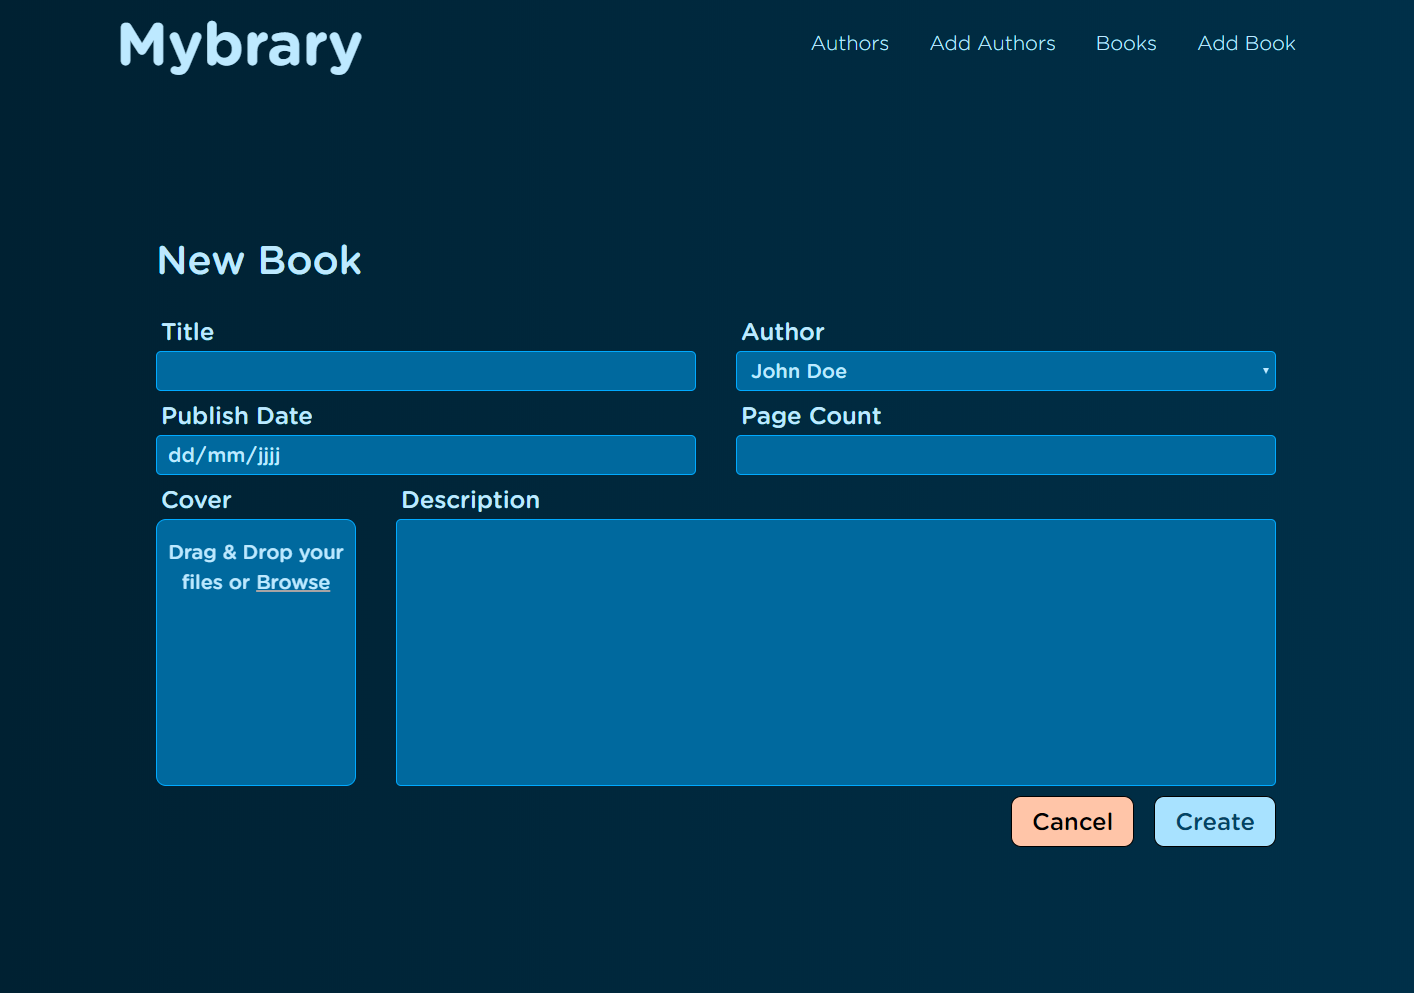 Mybrary
Authors Add Authors Books Add Book
New Book
Title
Author
John Doe
Publish Date
Page Count
dd/mm/jjjj
Cover
Description
Drag & Drop your
files or Browse
Cancel Create